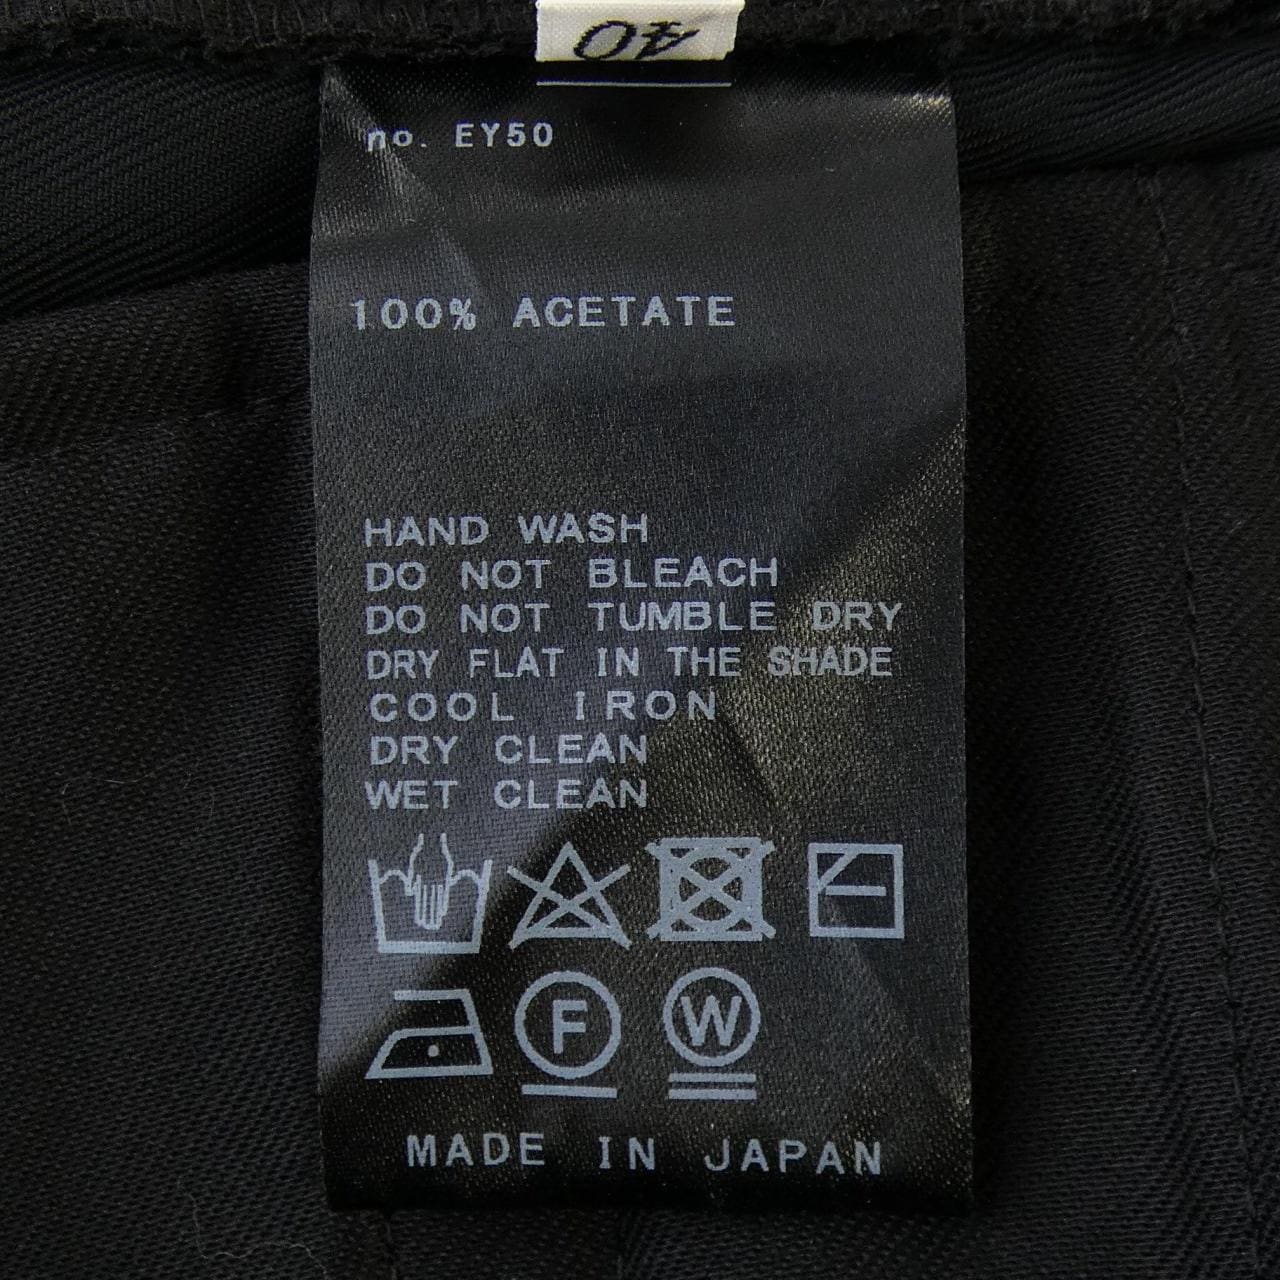 40
no. EY50
100% ACETATE
HAND WASH
DO NOT BLEACH
DO NOT TUMBLE DRY
DRY FLAT IN THE SHADE
COOL IRON
DRY CLEAN
WET CLEAN
F W
MADE IN JAPAN